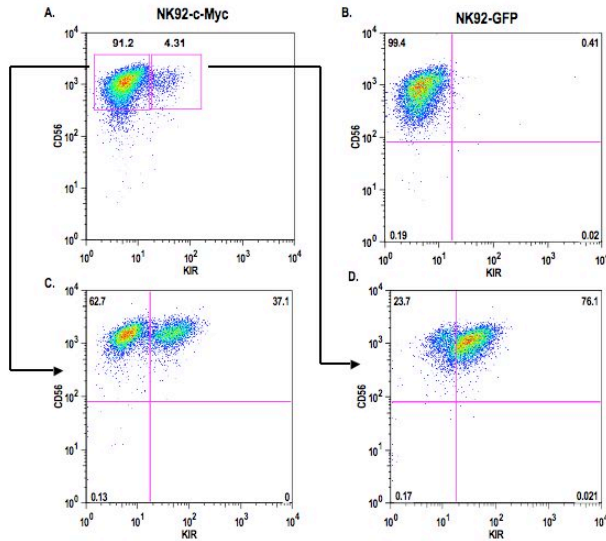 A.
NK92-c-Myc
91.2 4.31
10^4
10^3
10^2
10^1
10^0
CD56
10^0 10^1 10^2 10^3 10^4
KIR
B.
NK92-GFP
99.4 0.41
10^4
10^3
10^2
10^1
10^0
CD56
0.19 0.02
10^0 10^1 10^2 10^3 10^4
KIR
C.
62.7 37.1
10^4
10^3
10^2
10^1
10^0
CD56
0.13 0
10^0 10^1 10^2 10^3 10^4
KIR
D.
23.7 76.1
10^4
10^3
10^2
10^1
10^0
CD56
0.17 0.021
10^0 10^1 10^2 10^3 10^4
KIR